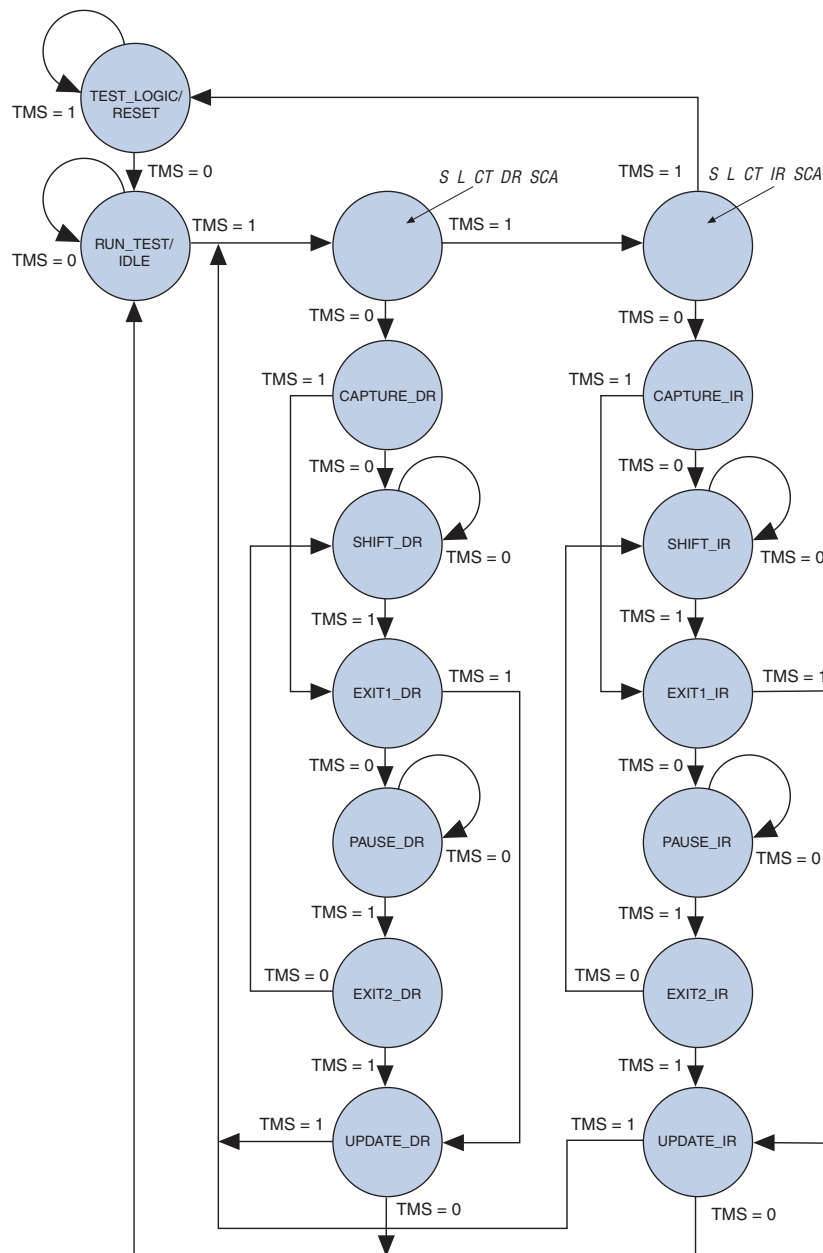 TEST_LOGIC/
RESET
TMS = 1
TMS = 0
S L CT DR SCA
TMS = 1
S L CT IR SCA
RUN_TEST/
IDLE
TMS = 0
TMS = 1
TMS = 1
TMS = 0
TMS = 0
TMS = 1
CAPTURE_DR
TMS = 1
CAPTURE_IR
TMS = 0
TMS = 0
SHIFT_DR
TMS = 0
SHIFT_IR
TMS = 0
TMS = 1
TMS = 1
EXIT1_DR
TMS = 1
EXIT1_IR
TMS = 1
TMS = 0
TMS = 0
PAUSE_DR
TMS = 0
PAUSE_IR
TMS = 0
TMS = 1
TMS = 1
TMS = 0
EXIT2_DR
TMS = 0
EXIT2_IR
TMS = 1
TMS = 1
TMS = 1
UPDATE_DR
TMS = 1
UPDATE_IR
TMS = 0
TMS = 0